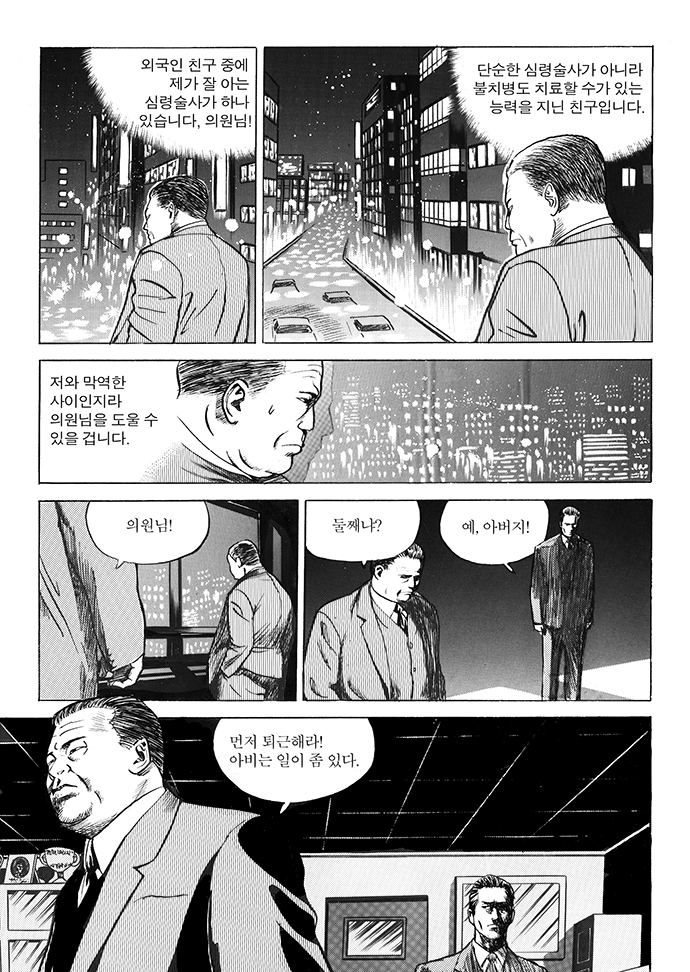 외국인 친구 중에
제가 잘 아는
심령술사가 하나
있습니다, 의원님!
단순한 심령술사가 아니라
불치병도 치료할 수가 있는
능력을 지닌 친구입니다.
저와 막역한
사이인지라
의원님을 도울 수
있을 겁니다.
의원님!
둘째냐?
예, 아버지!
먼저 퇴근해라!
아비는 일이 좀 있다.